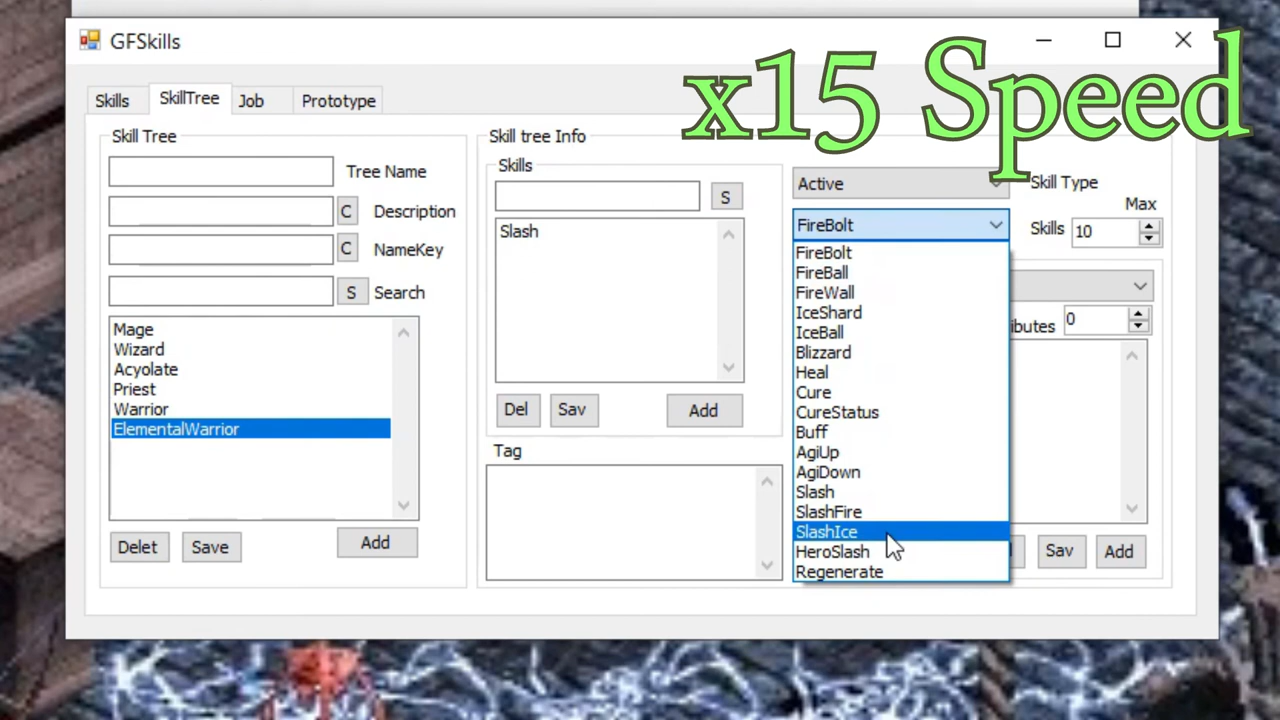 GFSkills
x15 Speed
Skills
SkillTree
Job
Prototype
Skill Tree
Tree Name
C
Description
C
NameKey
S
Search
Mage
Wizard
Acyolate
Priest
Warrior
ElementalWarrior
Delet
Save
Add
Skill tree Info
Skills
S
Slash
Del
Sav
Add
Tag
Active
Skill Type
Max
FireBolt
Skills
10
FireBolt
FireBall
FireWall
IceShard
IceBall
Blizzard
Heal
Cure
CureStatus
Buff
AgiUp
AgiDown
Slash
SlashFire
SlashIce
HeroSlash
Regenerate
ibutes
0
Sav
Add